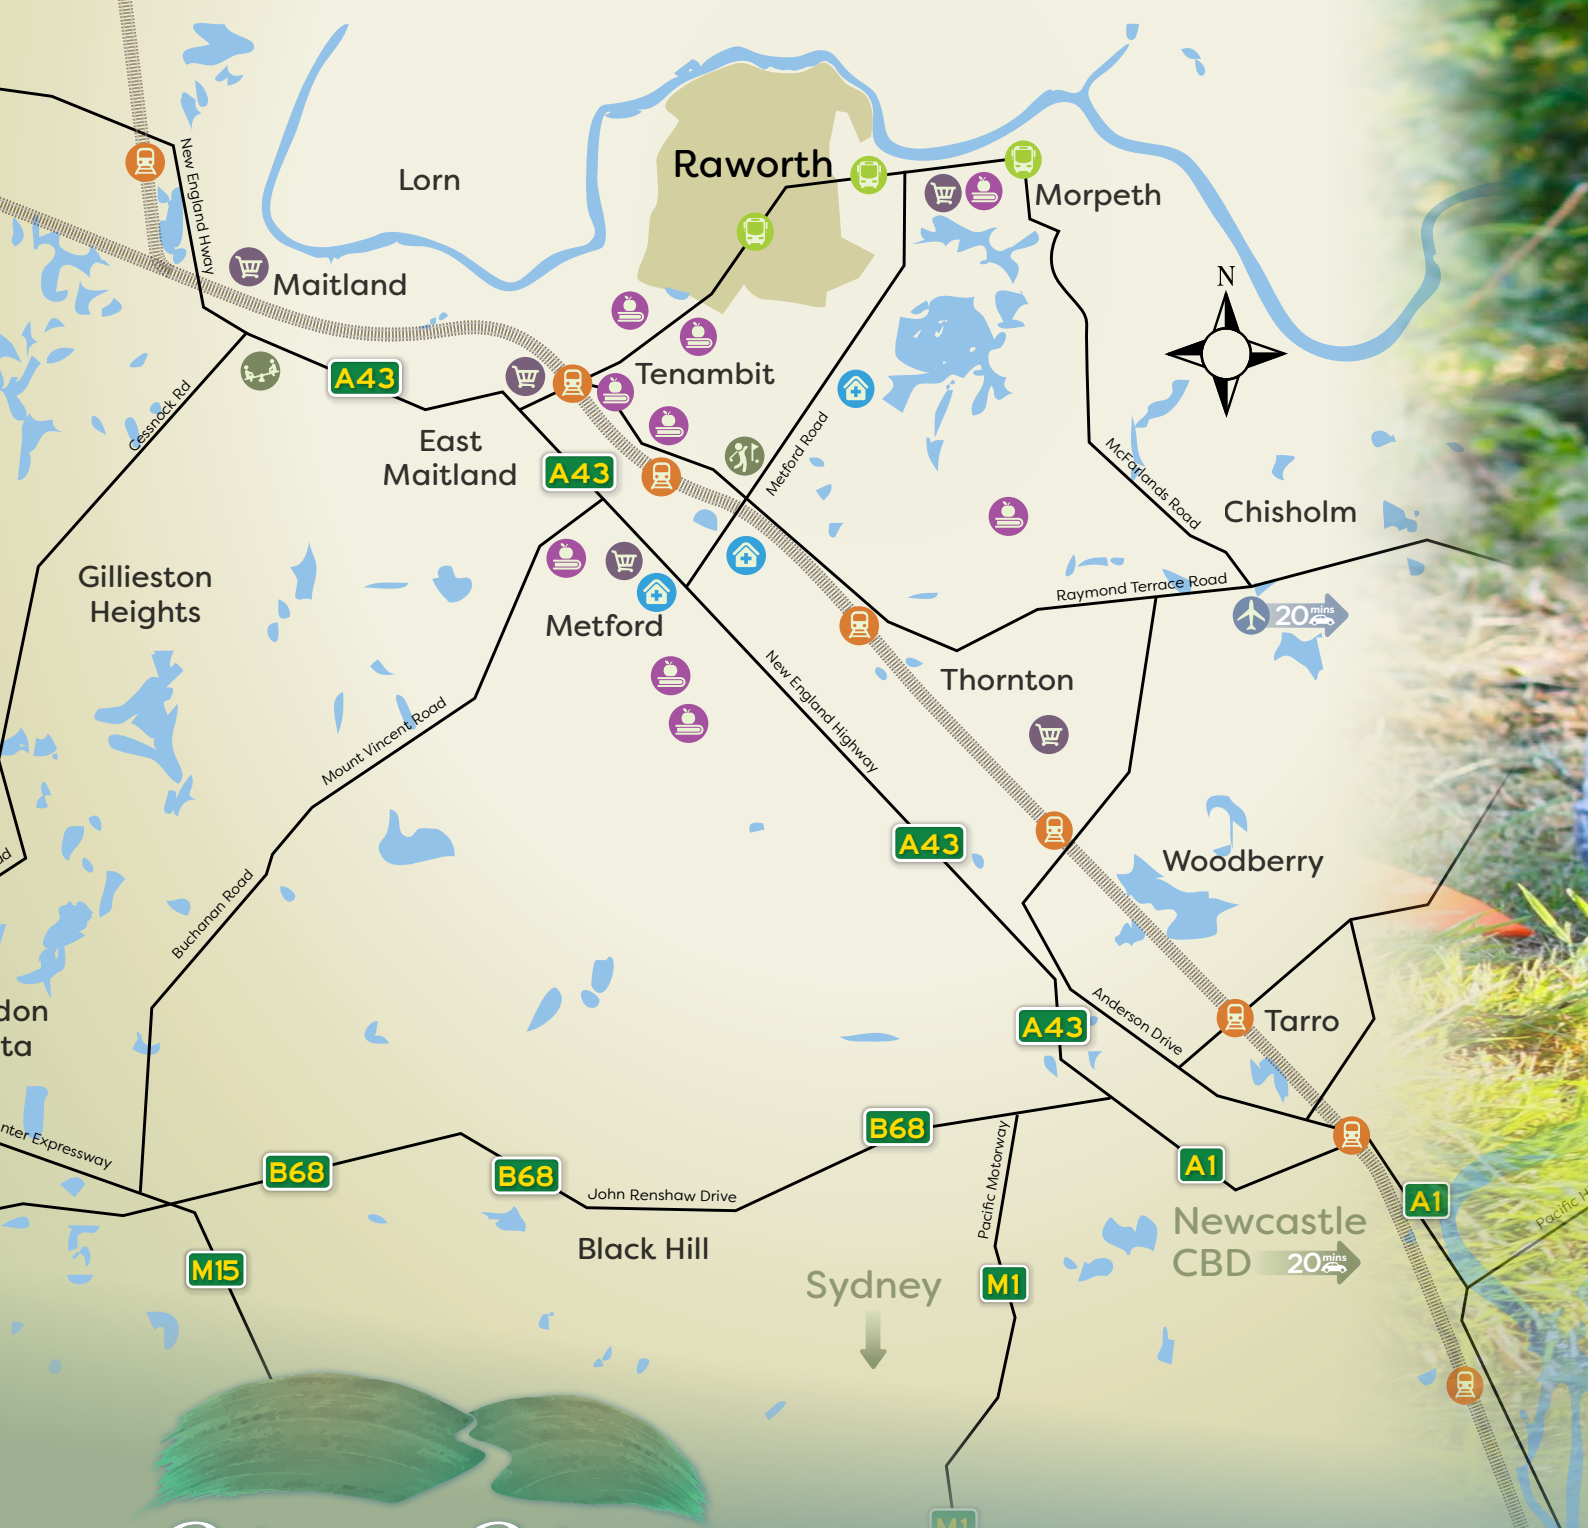 New England Hway
Lorn
Raworth
Morpeth
Maitland
N
A43
Cessnock Rd
Tenambit
East
Maitland
A43
Metford Road
McFarlands Road
Chisholm
Gillieston
Heights
Raymond Terrace Road
20 mins
Metford
Thornton
New England Highway
Mount Vincent Road
A43
Woodberry
Buchanan Road
Anderson Drive
A43
Tarro
don
ta
nter Expressway
B68
B68
B68
John Renshaw Drive
Pacific Motorway
A1
A1
Pacific H
Newcastle
CBD 20 mins
Black Hill
M15
Sydney
M1
M1